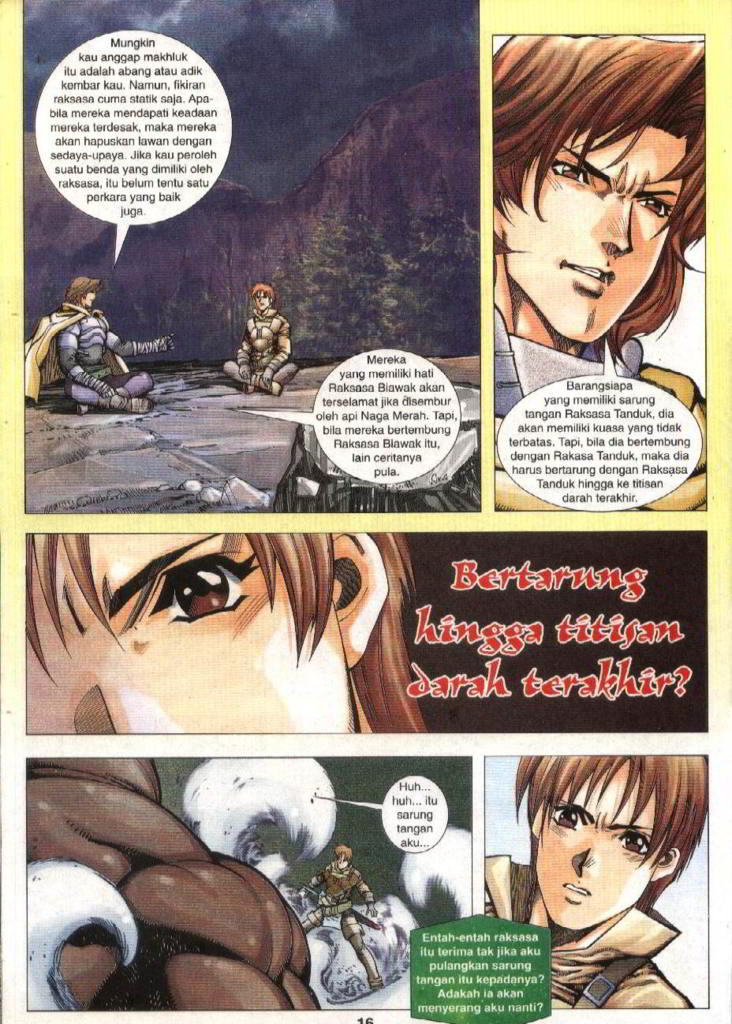 Mungkin
kau anggap makhluk
itu adalah abang atau adik
kembar kau. Namun, fikiran
raksasa cuma statik saja. Apa-
bila mereka mendapati keadaan
mereka terdesak, maka mereka
akan hapuskan lawan dengan
sedaya-upaya. Jika kau peroleh
suatu benda yang dimiliki oleh
raksasa, itu belum tentu satu
perkara yang baik
juga.
Mereka
yang memiliki hati
Raksasa Biawak akan
terselamat jika disembur
oleh api Naga Merah. Tapi,
bila mereka bertembung
Raksasa Biawak itu,
lain ceritanya
pula.
Barangsiapa
yang memiliki sarung
tangan Raksasa Tanduk, dia
akan memiliki kuasa yang tidak
terbatas. Tapi, bila dia bertembung
dengan Rakasa Tanduk, maka dia
harus bertarung dengan Raksasa
Tanduk hingga ke titisan
darah terakhir.
Bertarung
hingga titisan
darah terakhir?
Huh...
huh... itu
sarung
tangan
aku...
Entah-entah raksasa
itu terima tak jika aku
pulangkan sarung
tangan itu kepadanya?
Adakah ia akan
menyerang aku nanti?
16